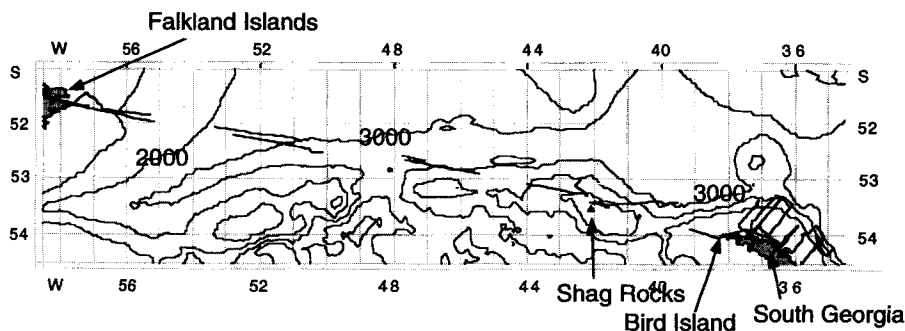 Falkland Islands
W 56 52 48 44 40 36
S S
52 3000 52
2000
53 3000 53
54 54
W 56 52 48 44 40 36
Shag Rocks
Bird Island
South Georgia